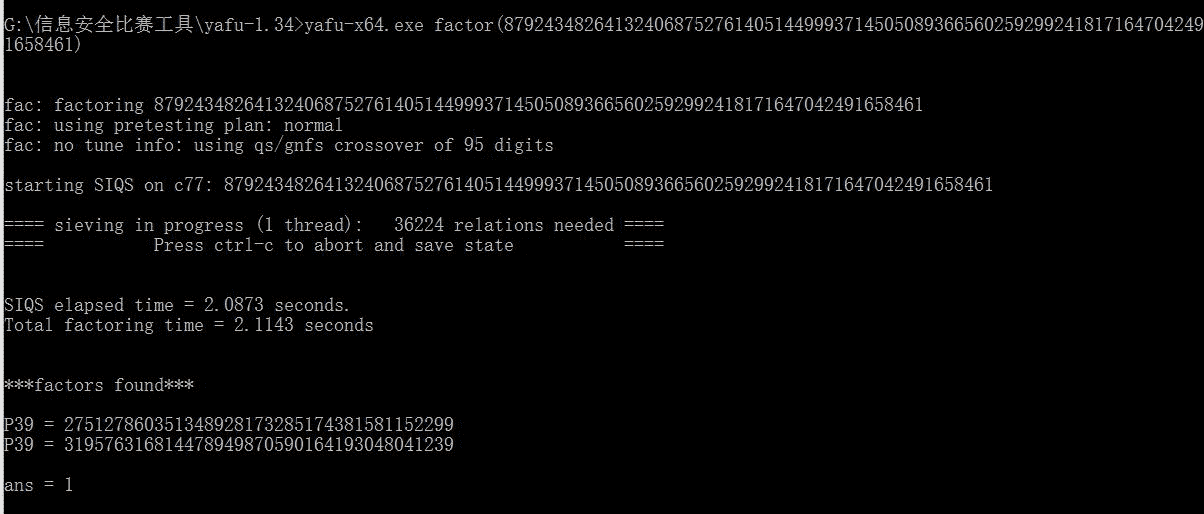 G:\信息安全比赛工具\yafu-1.34>yafu-x64.exe factor(8792434826413240687527614051449993714505089366560259299241817164704249
1658461)
fac: factoring 87924348264132406875276140514499937145050893665602592992418171647042491658461
fac: using pretesting plan: normal
fac: no tune info: using qs/gnfs crossover of 95 digits
starting SIQS on c77: 87924348264132406875276140514499937145050893665602592992418171647042491658461
==== sieving in progress (1 thread):   36224 relations needed ====
====           Press ctrl-c to abort and save state           ====
SIQS elapsed time = 2.0873 seconds.
Total factoring time = 2.1143 seconds
***factors found***
P39 = 275127860351348928173285174381581152299
P39 = 319576316814478949870590164193048041239
ans = 1